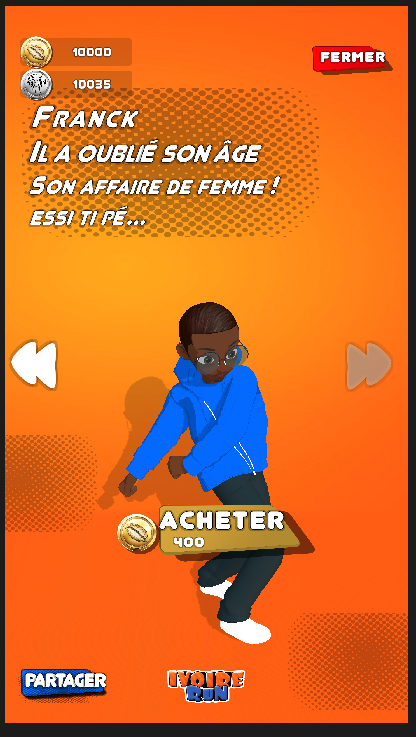 10000
FERMER
10035
FRANCK
IL A OUBLIÉ SON ÂGE
SON AFFAIRE DE FEMME !
ESSI TI PÉ...
ACHETER
400
PARTAGER
IVOIRE
RUN